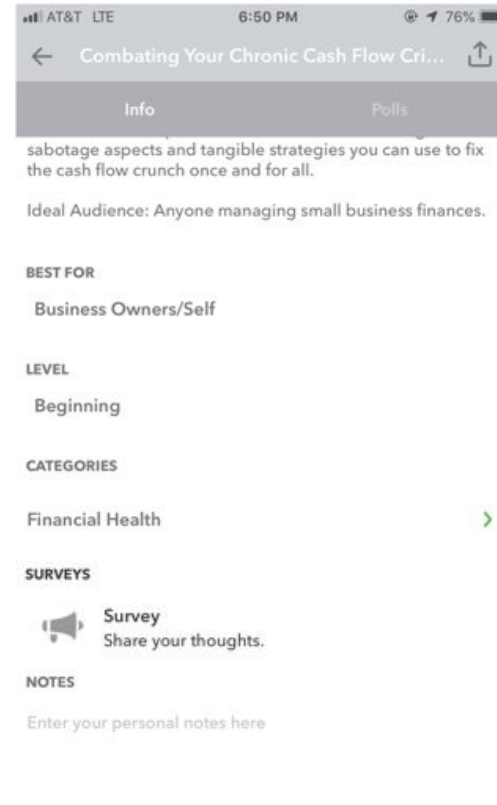 AT&T LTE 6:50 PM 76%
Combating Your Chronic Cash Flow Cri...
Info Polls
sabotage aspects and tangible strategies you can use to fix
the cash flow crunch once and for all.
Ideal Audience: Anyone managing small business finances.
BEST FOR
Business Owners/Self
LEVEL
Beginning
CATEGORIES
Financial Health
SURVEYS
Survey
Share your thoughts.
NOTES
Enter your personal notes here